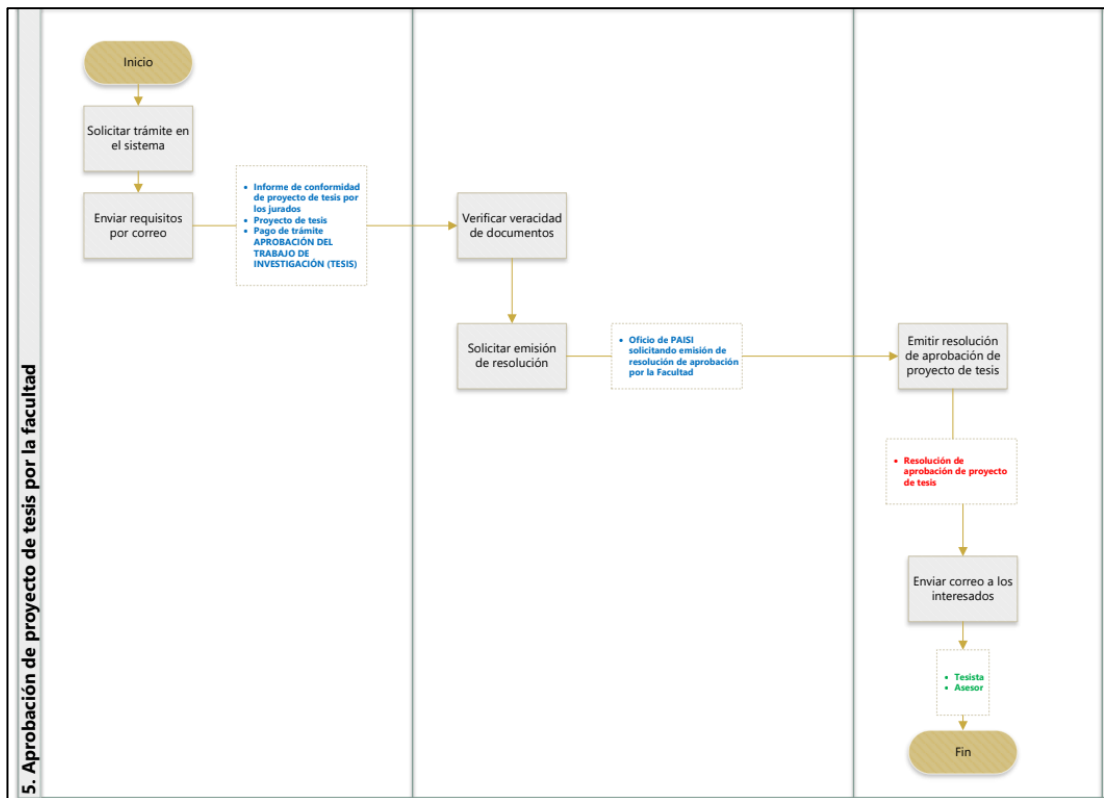 5. Aprobación de proyecto de tesis por la facultad
Inicio
Solicitar trámite en
el sistema
Enviar requisitos
por correo
• Informe de conformidad
de proyecto de tesis por
los jurados
• Proyecto de tesis
• Pago de trámite
APROBACIÓN DEL
TRABAJO DE
INVESTIGACIÓN (TESIS)
Verificar veracidad
de documentos
Solicitar emisión
de resolución
• Oficio de PAISI
solicitando emisión de
resolución de aprobación
por la Facultad
Emitir resolución
de aprobación de
proyecto de tesis
• Resolución de
aprobación de proyecto
de tesis
Enviar correo a los
interesados
• Tesista
• Asesor
Fin